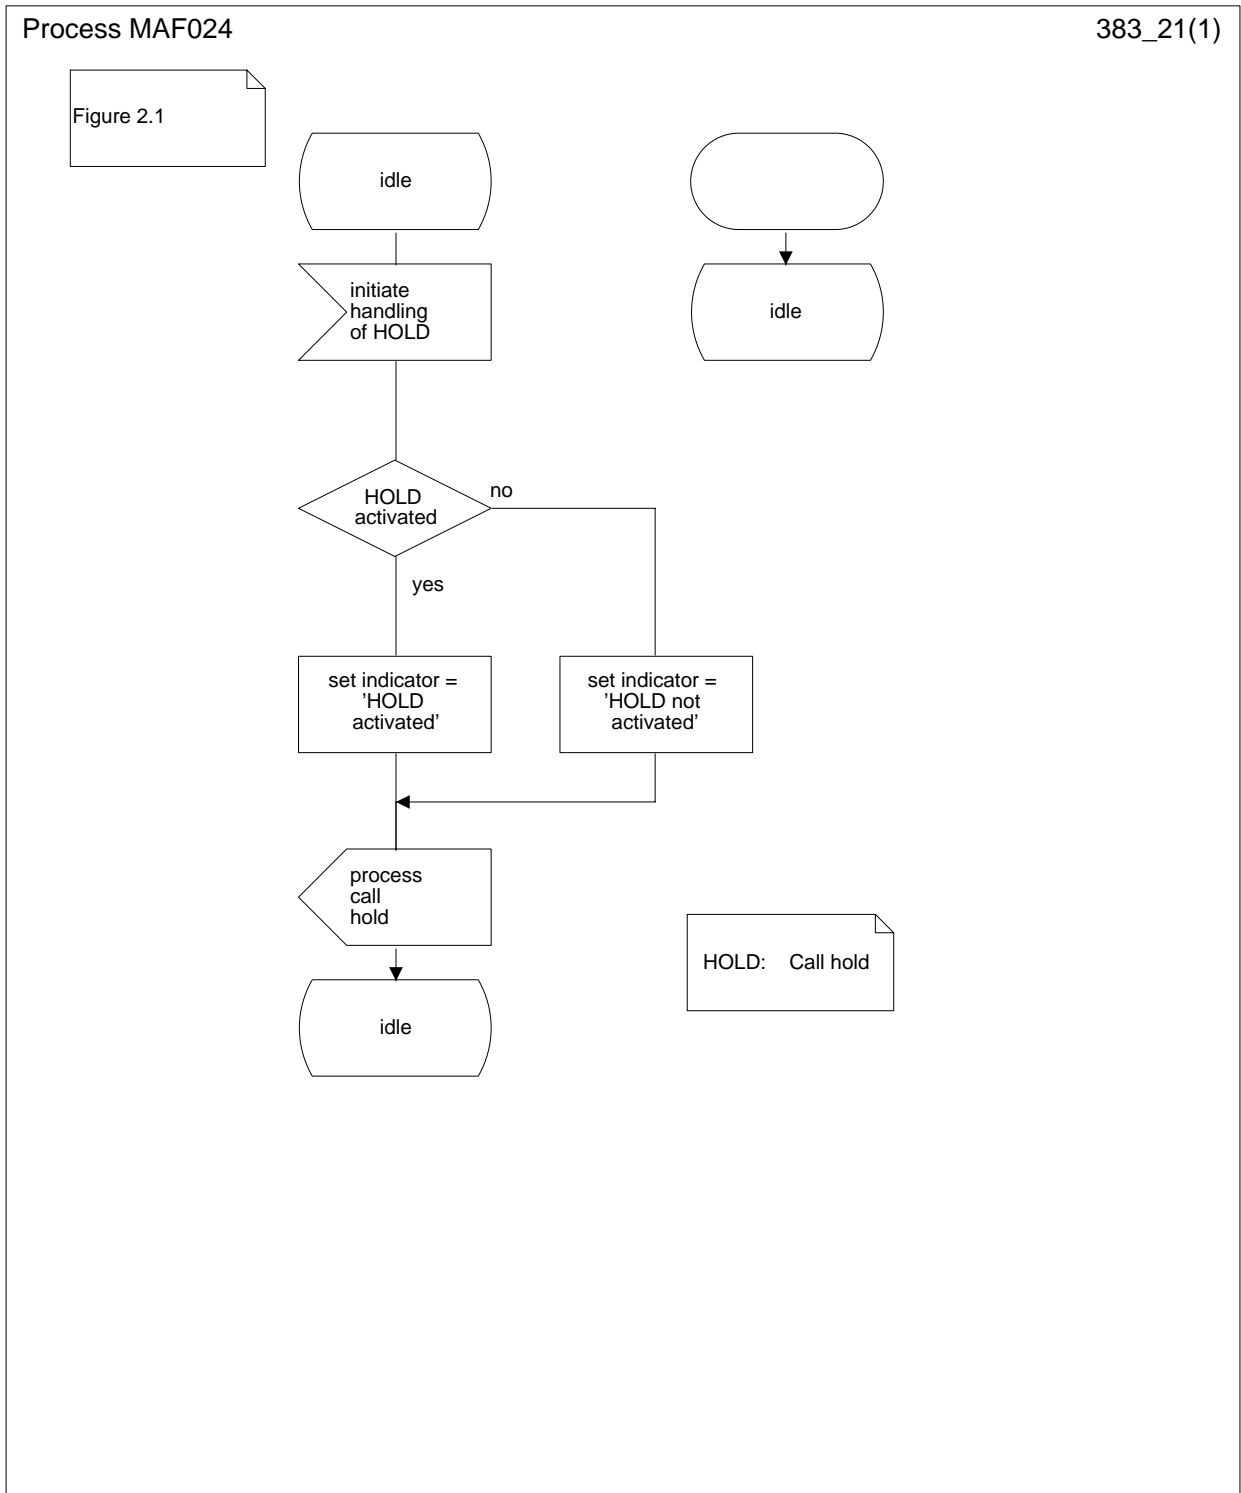 Process MAF024
383_21(1)
Figure 2.1
idle
initiate
handling
of HOLD
idle
HOLD
activated
no
yes
set indicator =
’HOLD
activated’
set indicator =
’HOLD not
activated’
process
call
hold
HOLD: Call hold
idle